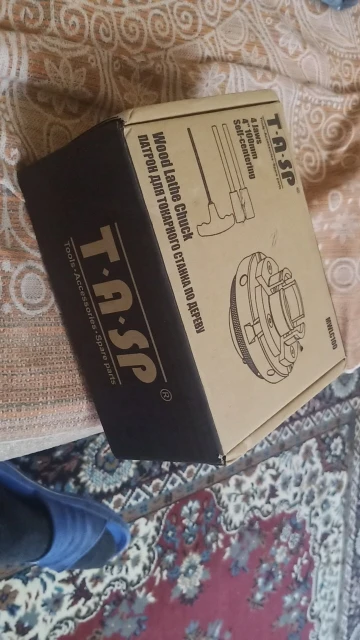 T·A·SP®
4 Jaws
4"-100mm
Self-centering
Wood Lathe Chuck
ПАТРОН ДЛЯ ТОКАРНОГО СТАНКА ПО ДЕРЕВУ
T·A·SP®
Tools·Accessories·Spare parts